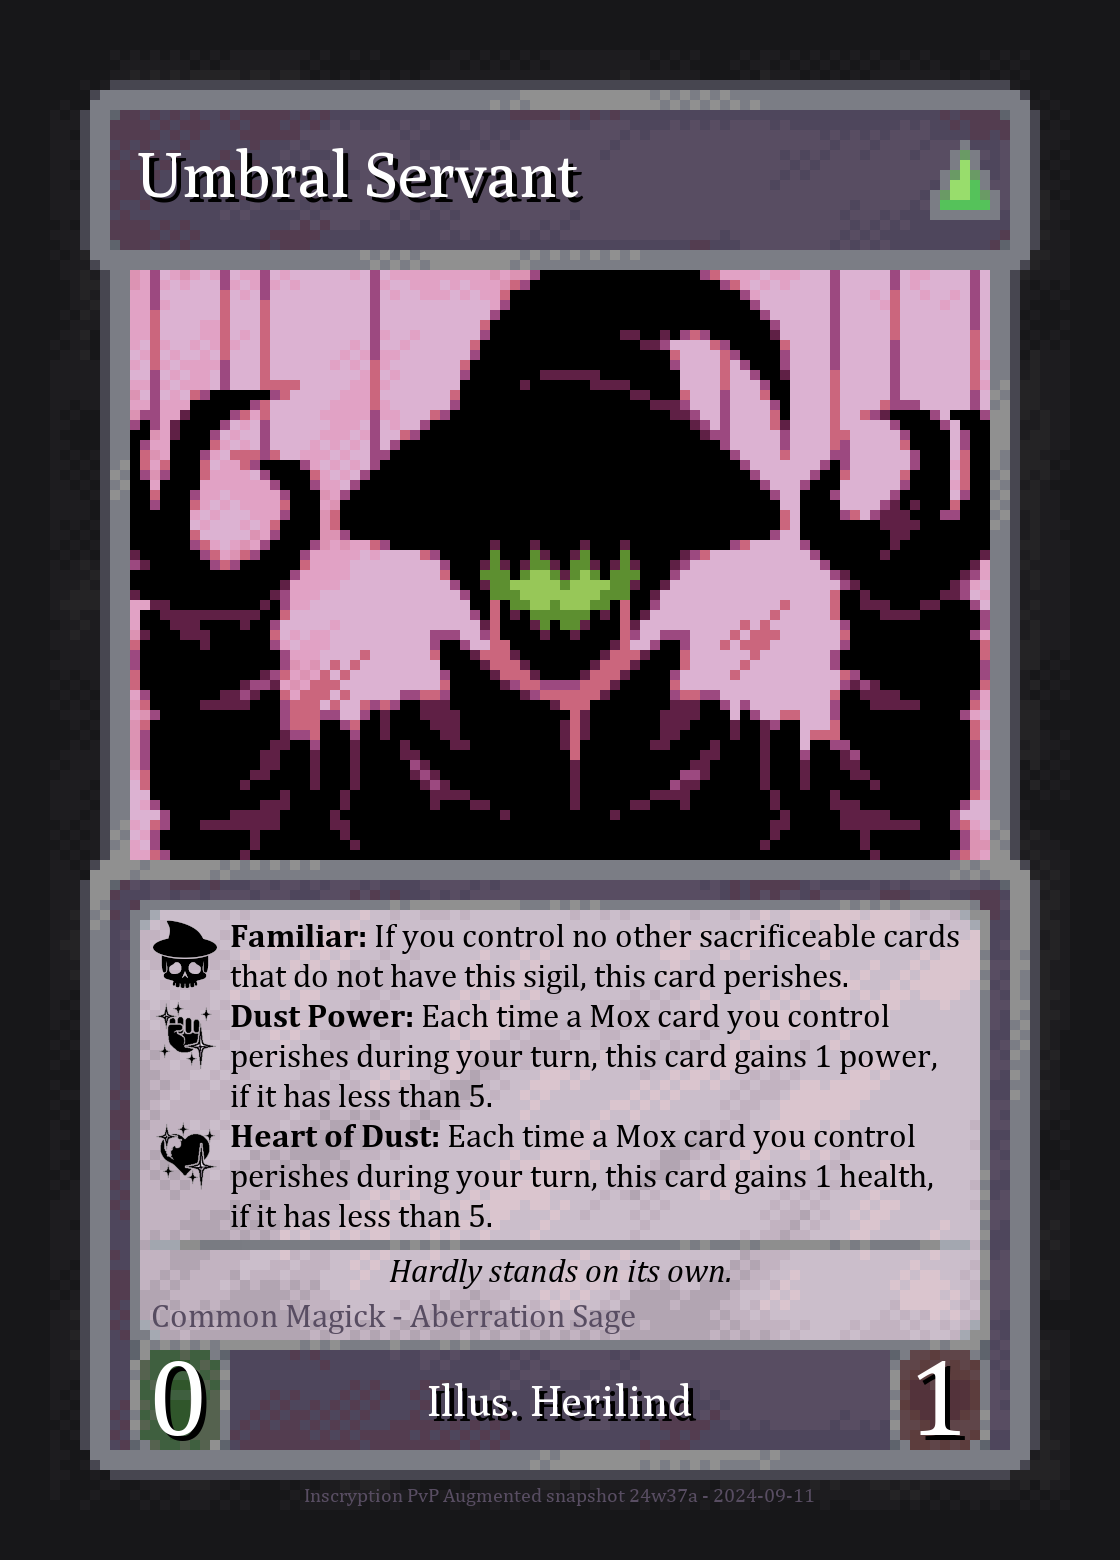 Umbral Servant
Familiar: If you control no other sacrificeable cards
that do not have this sigil, this card perishes.
Dust Power: Each time a Mox card you control
perishes during your turn, this card gains 1 power,
if it has less than 5.
Heart of Dust: Each time a Mox card you control
perishes during your turn, this card gains 1 health,
if it has less than 5.
Hardly stands on its own.
Common Magick - Aberration Sage
0 Illus. Herilind 1
Inscryption PvP Augmented snapshot 24w37a - 2024-09-11